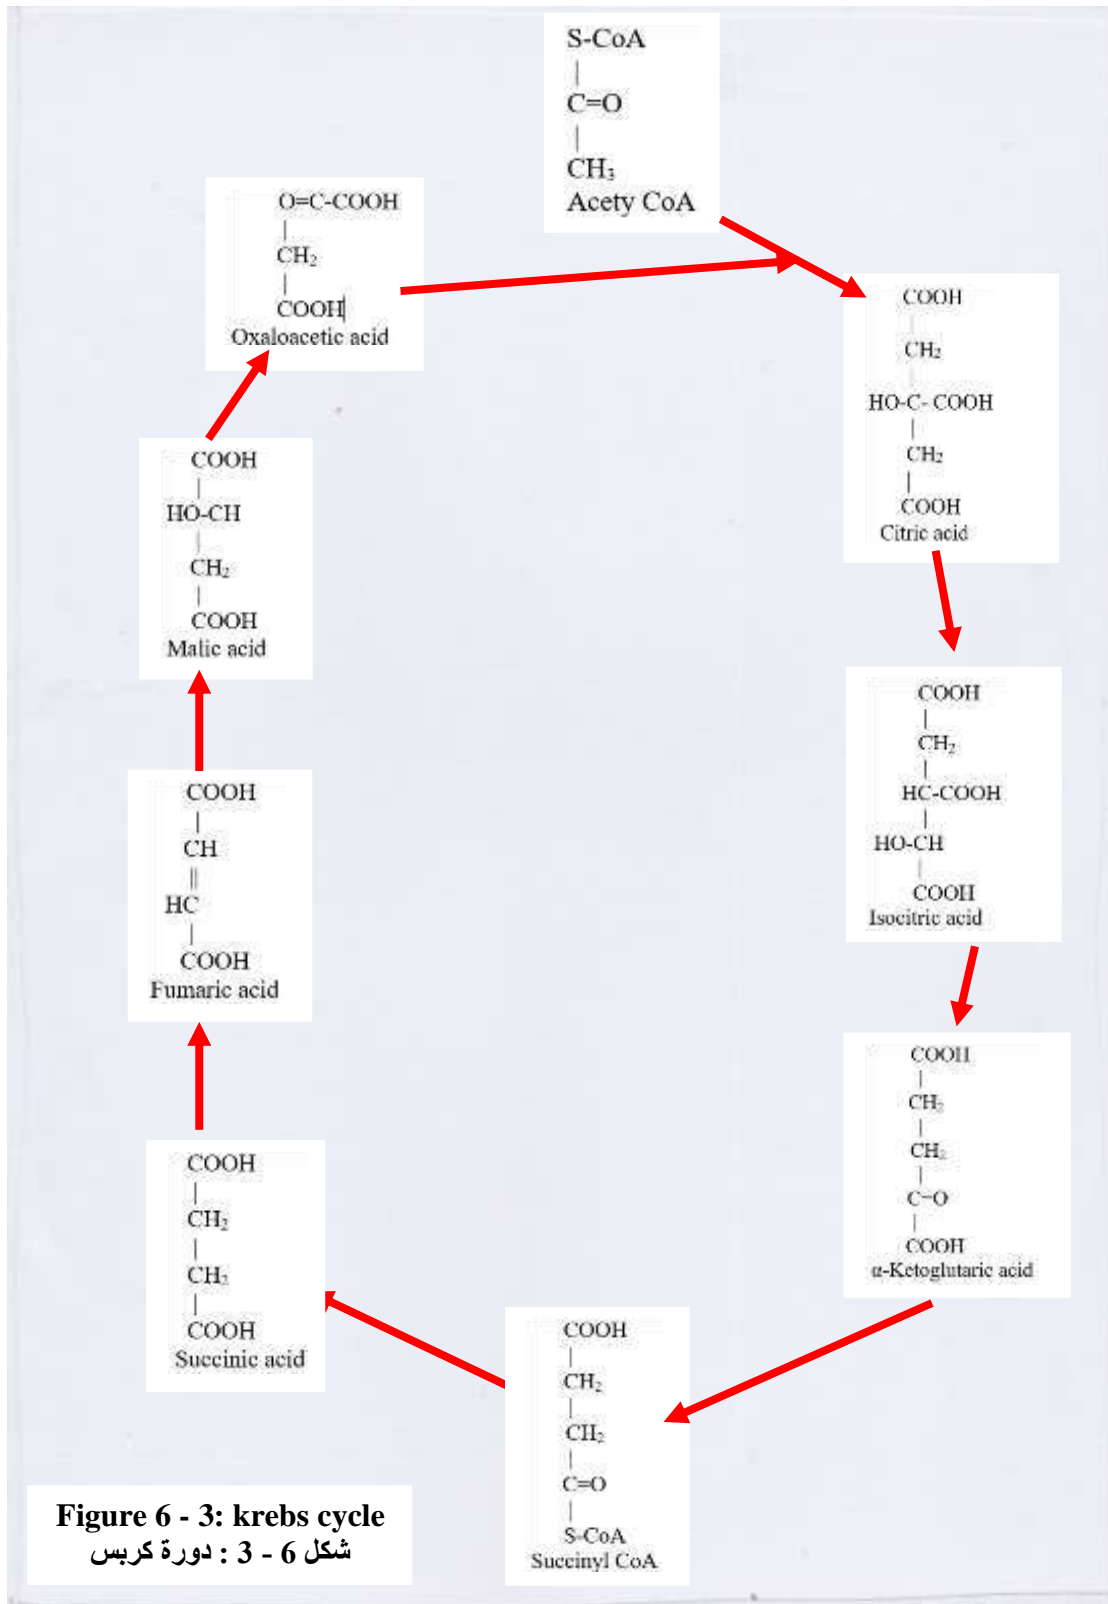 S-CoA
|
C=O
|
CH₃
Acety CoA
O=C-COOH
|
CH₂
|
COOH
Oxaloacetic acid
COOH
|
CH₂
|
HO-C- COOH
|
CH₂
|
COOH
Citric acid
COOH
|
HO-CH
|
CH₂
|
COOH
Malic acid
COOH
|
CH₂
|
HC-COOH
|
HO-CH
|
COOH
Isocitric acid
COOH
|
CH
||
HC
|
COOH
Fumaric acid
COOH
|
CH₂
|
CH₂
|
C=O
|
COOH
α-Ketoglutaric acid
COOH
|
CH₂
|
CH₂
|
COOH
Succinic acid
COOH
|
CH₂
|
CH₂
|
C=O
|
S-CoA
Succinyl CoA
Figure 6 - 3: krebs cycle
شكل 6 - 3 : دورة كربس